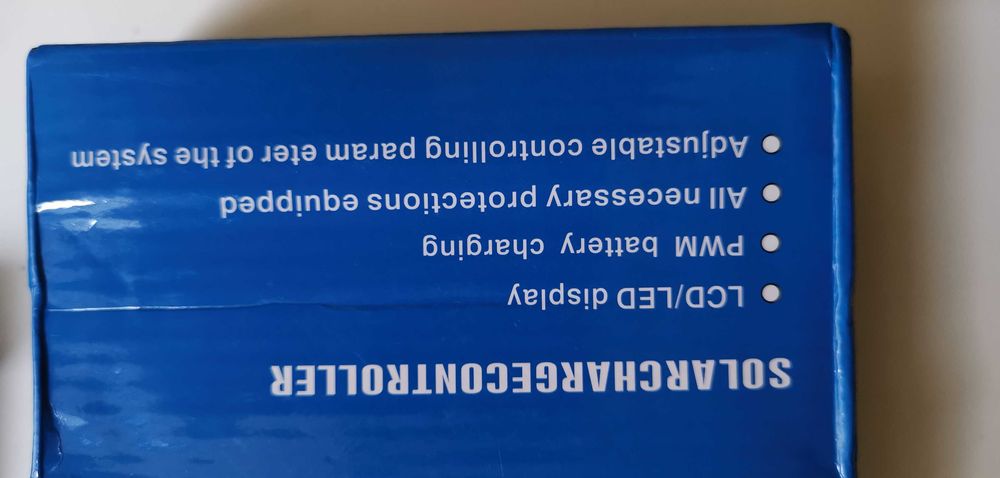 SOLARCHARGECONTROLLER
● LCD/LED display
● PWM battery charging
● All necessary protections equipped
● Adjustable controlling param eter of the system